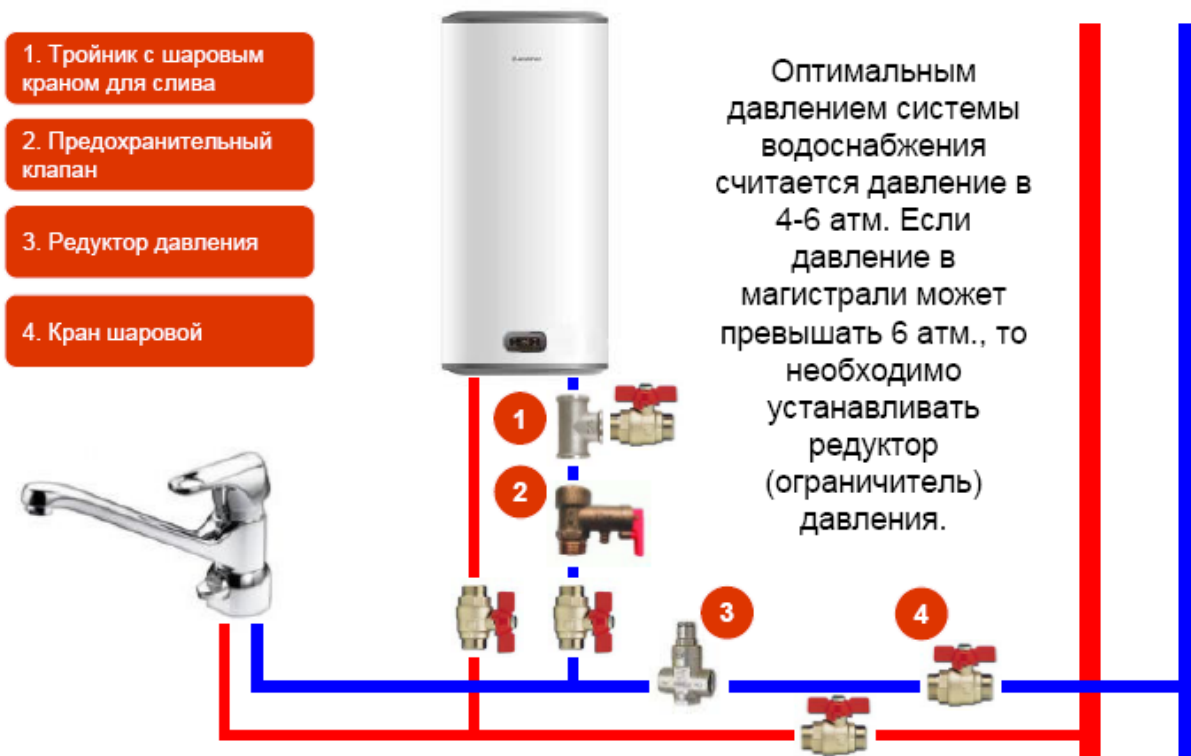 1. Тройник с шаровым
краном для слива
2. Предохранительный
клапан
3. Редуктор давления
4. Кран шаровой
Оптимальным
давлением системы
водоснабжения
считается давление в
4-6 атм. Если
давление в
магистрали может
превышать 6 атм., то
необходимо
устанавливать
редуктор
(ограничитель)
давления.
1
2
3
4